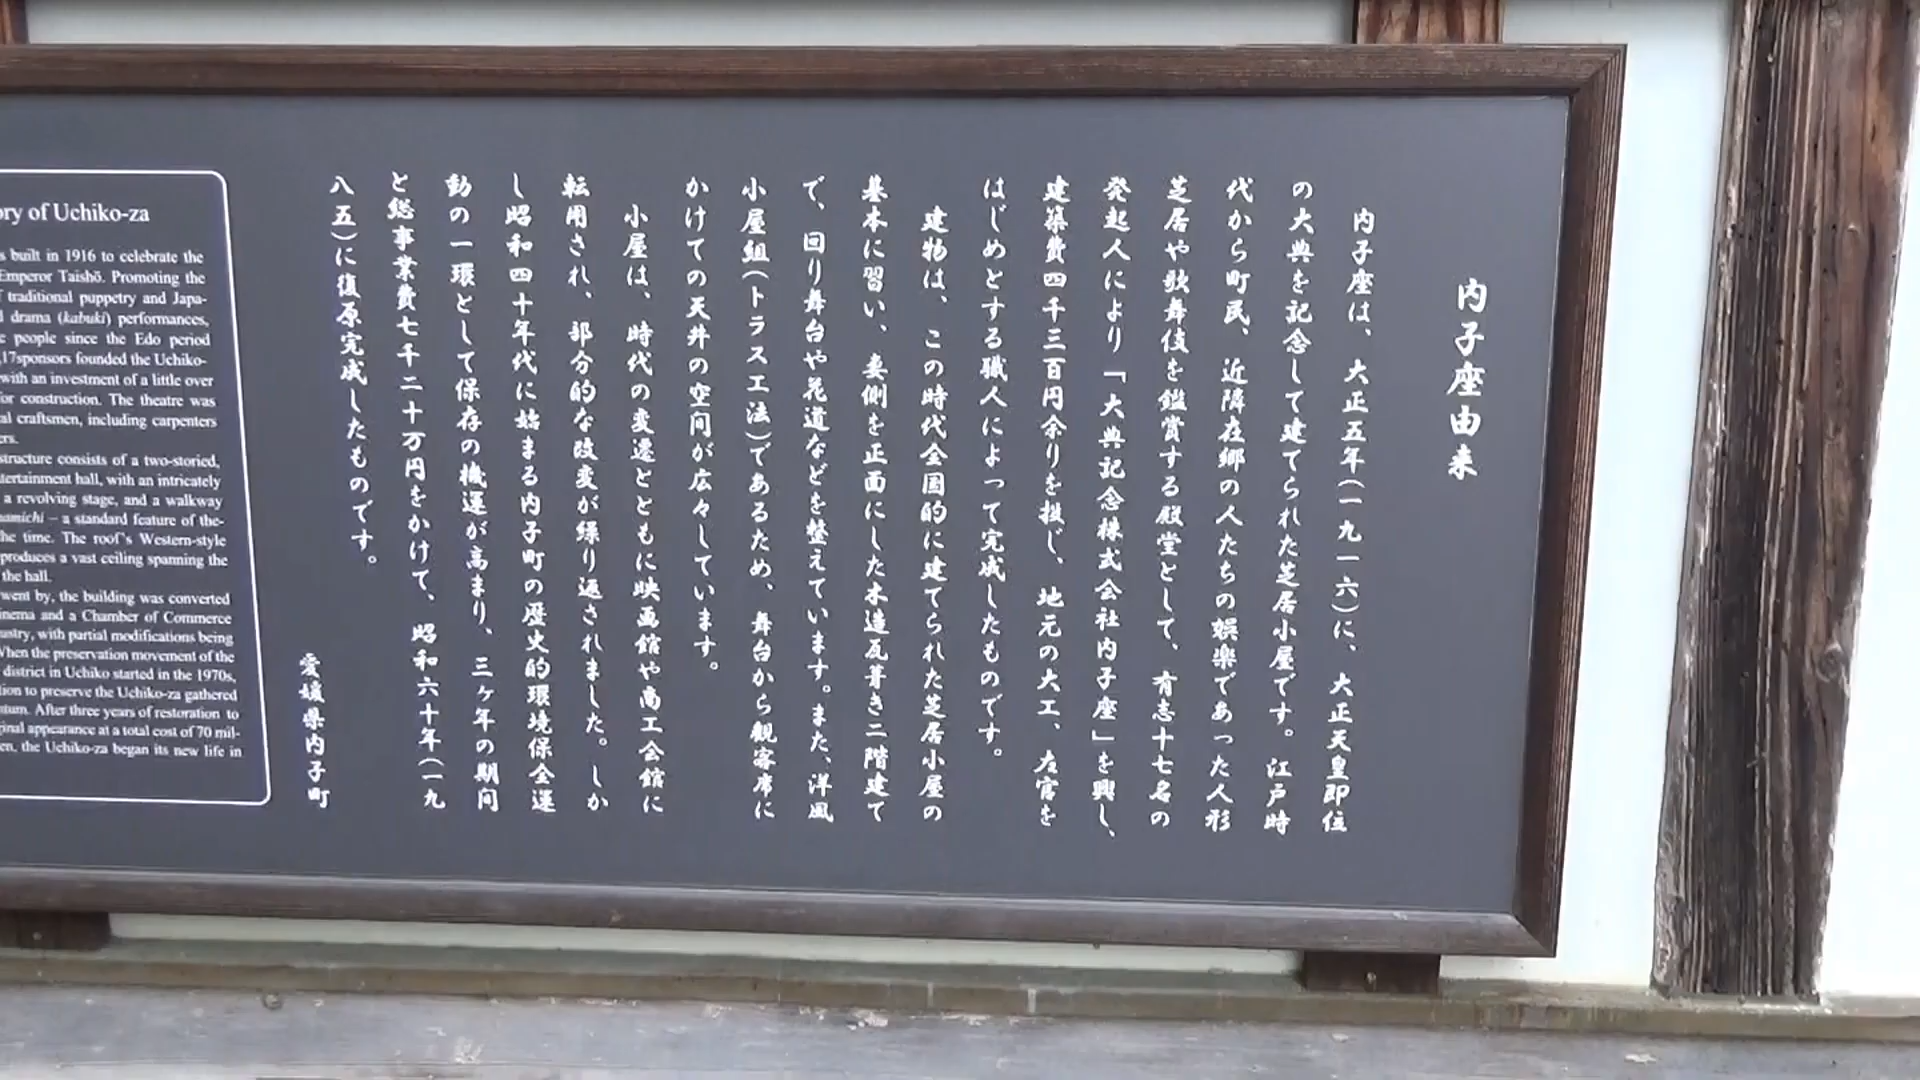 内子座由来
内子座は、大正五年(一九一六)に、大正天皇即位
の大典を記念して建てられた芝居小屋です。江戸時
代から町民、近隣在郷の人たちの娯楽であった人形
芝居や歌舞伎を鑑賞する殿堂として、有志十七名の
発起人により「大典記念株式会社内子座」を興し、
建築費四千三百円余りを投じ、地元の大工、左官を
はじめとする職人によって完成したものです。
建物は、この時代全国的に建てられた芝居小屋の
基本に習い、妻側を正面にした木造瓦葺き二階建て
で、回り舞台や花道などを整えています。また、洋風
小屋組(トラス工法)であるため、舞台から観客席に
かけての天井の空間が広々しています。
小屋は、時代の変遷とともに映画館や商工会館に
転用され、部分的な改変が繰り返されました。しか
し昭和四十年代に始まる内子町の歴史的環境保全運
動の一環として保存の機運が高まり、三ヶ年の期間
と総事業費七千二十万円をかけて、昭和六十年(一九
八五)に復原完成したものです。
愛媛県内子町
ory of Uchiko-za
s built in 1916 to celebrate the
Emperor Taishō. Promoting the
f traditional puppetry and Japa-
l drama (kabuki) performances,
e people since the Edo period
,17sponsors founded the Uchiko-
with an investment of a little over
for construction. The theatre was
al craftsmen, including carpenters
ers.
structure consists of a two-storied,
tertainment hall, with an intricately
a revolving stage, and a walkway
namichi – a standard feature of the-
he time. The roof's Western-style
produces a vast ceiling spanning the
the hall.
went by, the building was converted
inema and a Chamber of Commerce
ustry, with partial modifications being
When the preservation movement of the
district in Uchiko started in the 1970s,
tion to preserve the Uchiko-za gathered
ntum. After three years of restoration to
ginal appearance at a total cost of 70 mil-
en, the Uchiko-za began its new life in